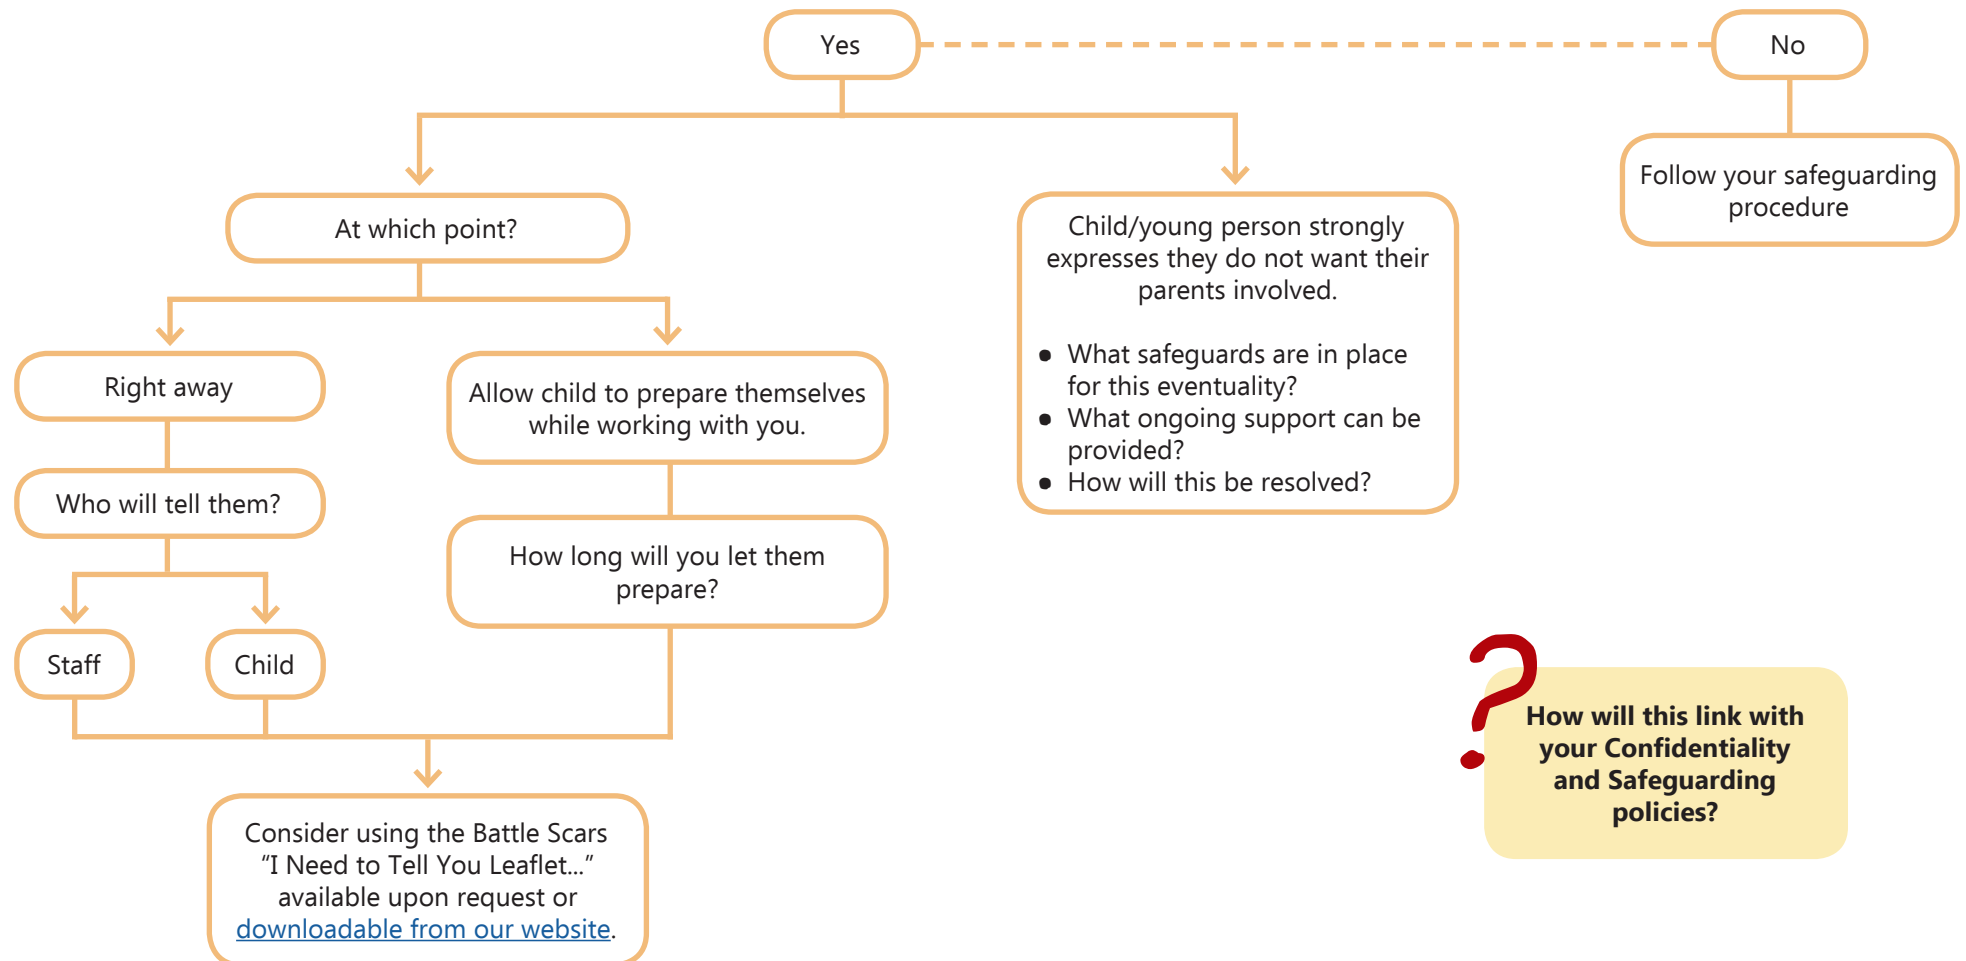 Yes
No
Follow your safeguarding
procedure
At which point?
Child/young person strongly
expresses they do not want their
parents involved.
● What safeguards are in place
for this eventuality?
● What ongoing support can be
provided?
● How will this be resolved?
Right away
Allow child to prepare themselves
while working with you.
Who will tell them?
How long will you let them
prepare?
Staff
Child
Consider using the Battle Scars
“I Need to Tell You Leaflet...”
available upon request or
downloadable from our website.
?
How will this link with
your Confidentiality
and Safeguarding
policies?